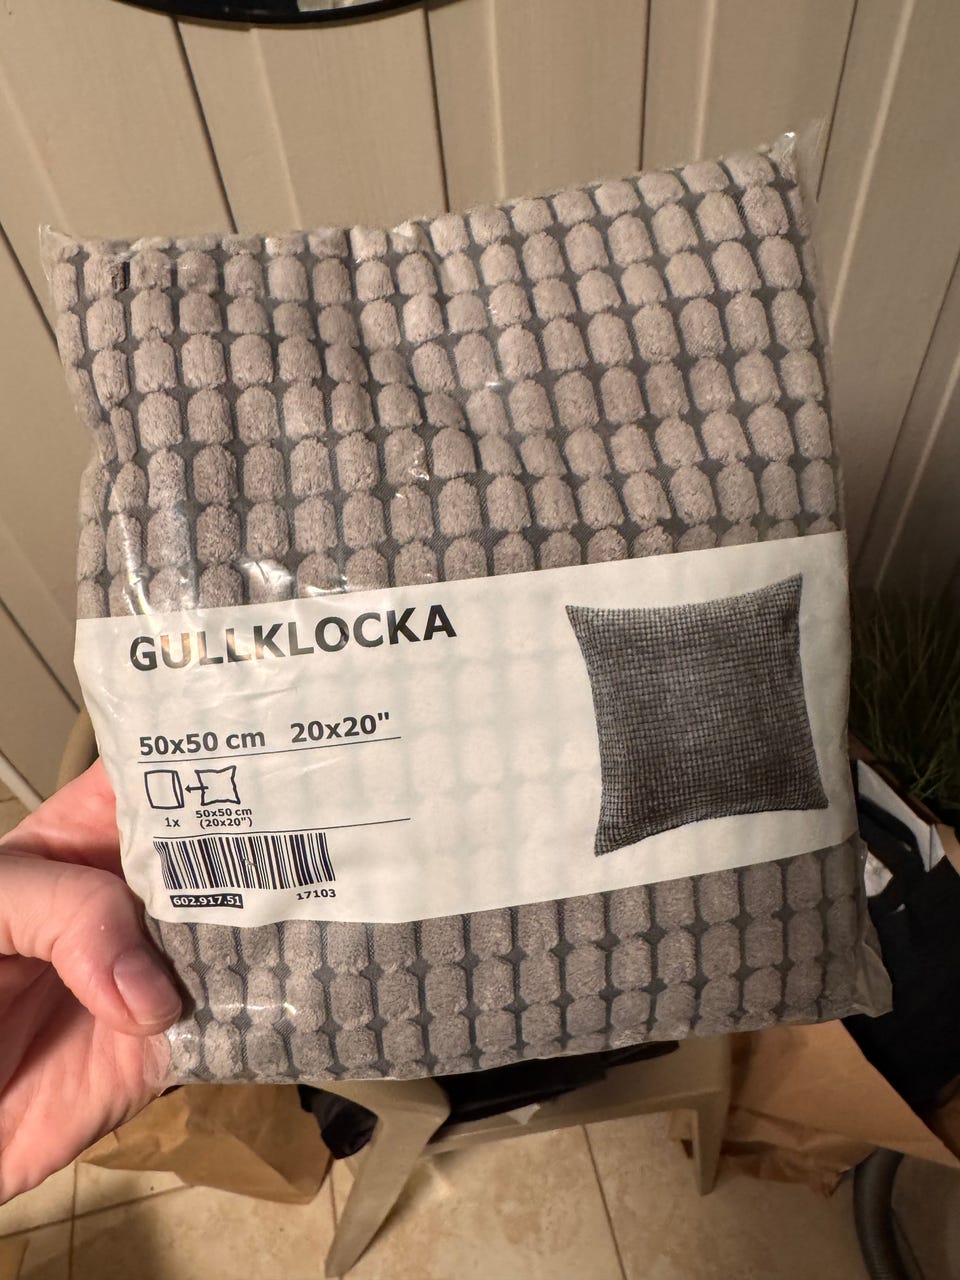 GULLKLOCKA
50x50 cm 20x20"
1x 50x50 cm
(20x20")
602.917.51 17103